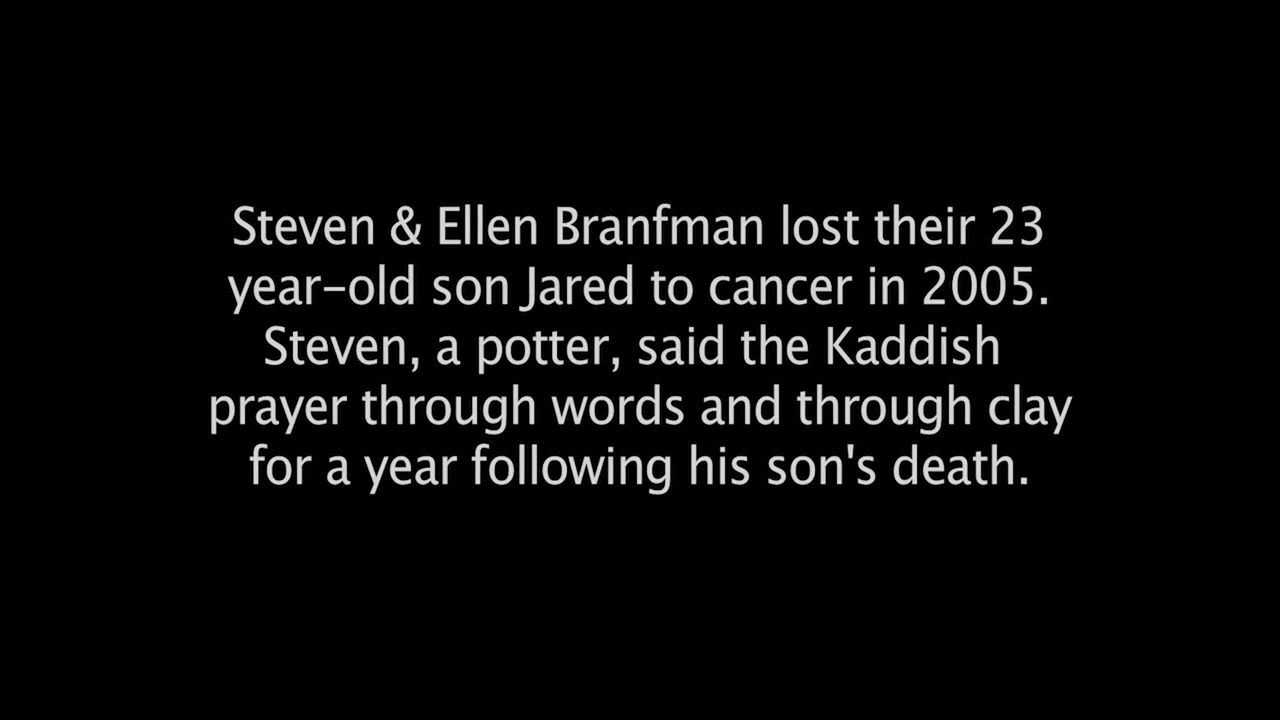 Steven & Ellen Branfman lost their 23
year-old son Jared to cancer in 2005.
Steven, a potter, said the Kaddish
prayer through words and through clay
for a year following his son's death.